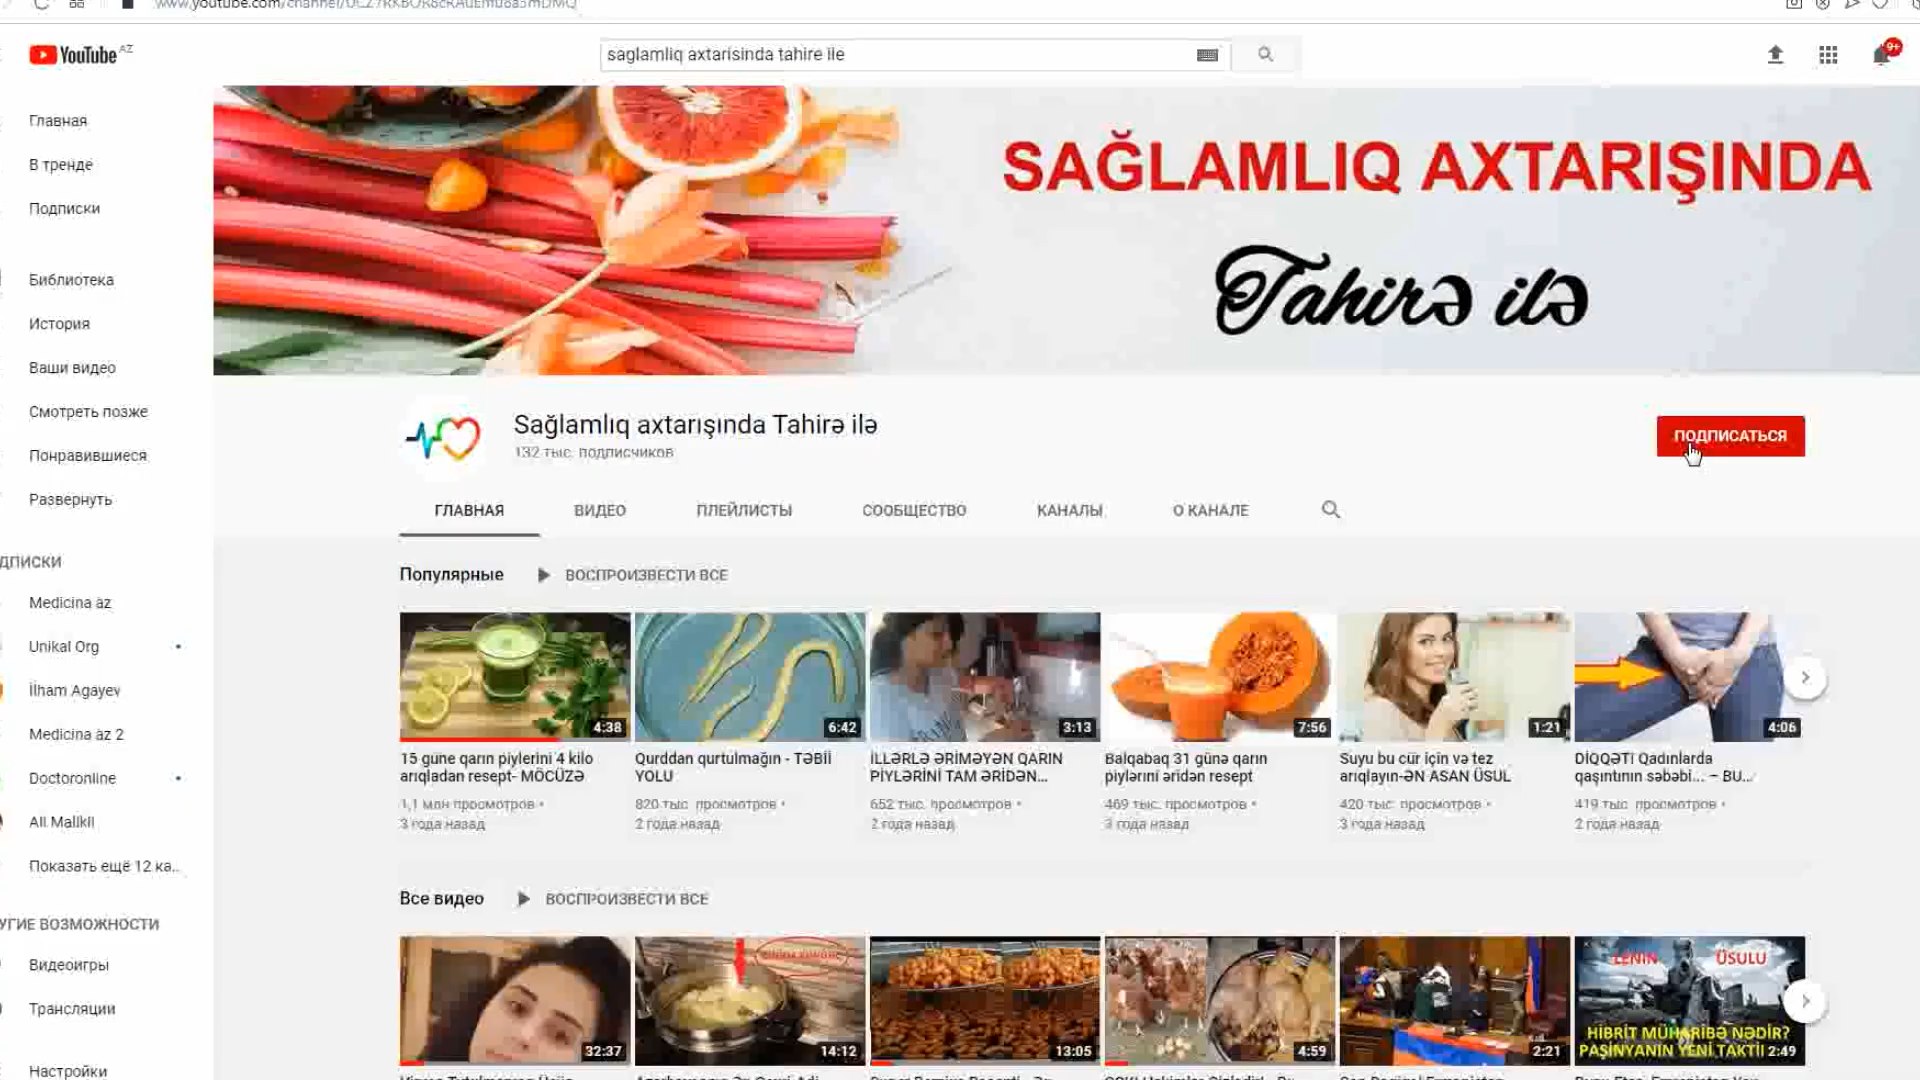 YouTube AZ
saglamliq axtarisinda tahire ile
9+
Главная
В тренде
Подписки
Библиотека
История
Ваши видео
Смотреть позже
Понравившиеся
Развернуть
ДПИСКИ
Medicina az
Unikal Org
İlham Agayev
Medicina az 2
Doctoronline
Ali Malikli
Показать ещё 12 ка..
УГИЕ ВОЗМОЖНОСТИ
Видеоигры
Трансляции
Настройки
SAĞLAMLIQ AXTARIŞINDA
Tahirə ilə
Sağlamlıq axtarışında Tahirə ilə
132 тыс. подписчиков
ПОДПИСАТЬСЯ
ГЛАВНАЯ ВИДЕО ПЛЕЙЛИСТЫ СООБЩЕСТВО КАНАЛЫ О КАНАЛЕ
Популярные ВОСПРОИЗВЕСТИ ВСЕ
4:38 6:42 3:13 7:56 1:21 4:06
15 günə qarın piylərini 4 kilo
arıqladan resept- MÖCÜZƏ
1,1 млн просмотров •
3 года назад
Qurddan qurtulmağın - TƏBİİ
YOLU
820 тыс. просмотров •
2 года назад
İLLƏRLƏ ƏRİMƏYƏN QARIN
PİYLƏRİNİ TAM ƏRİDƏN...
652 тыс. просмотров •
2 года назад
Balqabaq 31 günə qarın
piylərini əridən resept
469 тыс. просмотров •
3 года назад
Suyu bu cür için və tez
arıqlayın-ƏN ASAN ÜSUL
420 тыс. просмотров •
3 года назад
DİQQƏT! Qadınlarda
qaşıntının səbəbi... – BU...
419 тыс. просмотров •
2 года назад
Все видео ВОСПРОИЗВЕСТИ ВСЕ
LENİN ÜSULU
HİBRİT MÜHARİBƏ NƏDİR?
PAŞİNYANIN YENİ TAKTİI
32:37 14:12 13:05 4:59 2:21 2:49